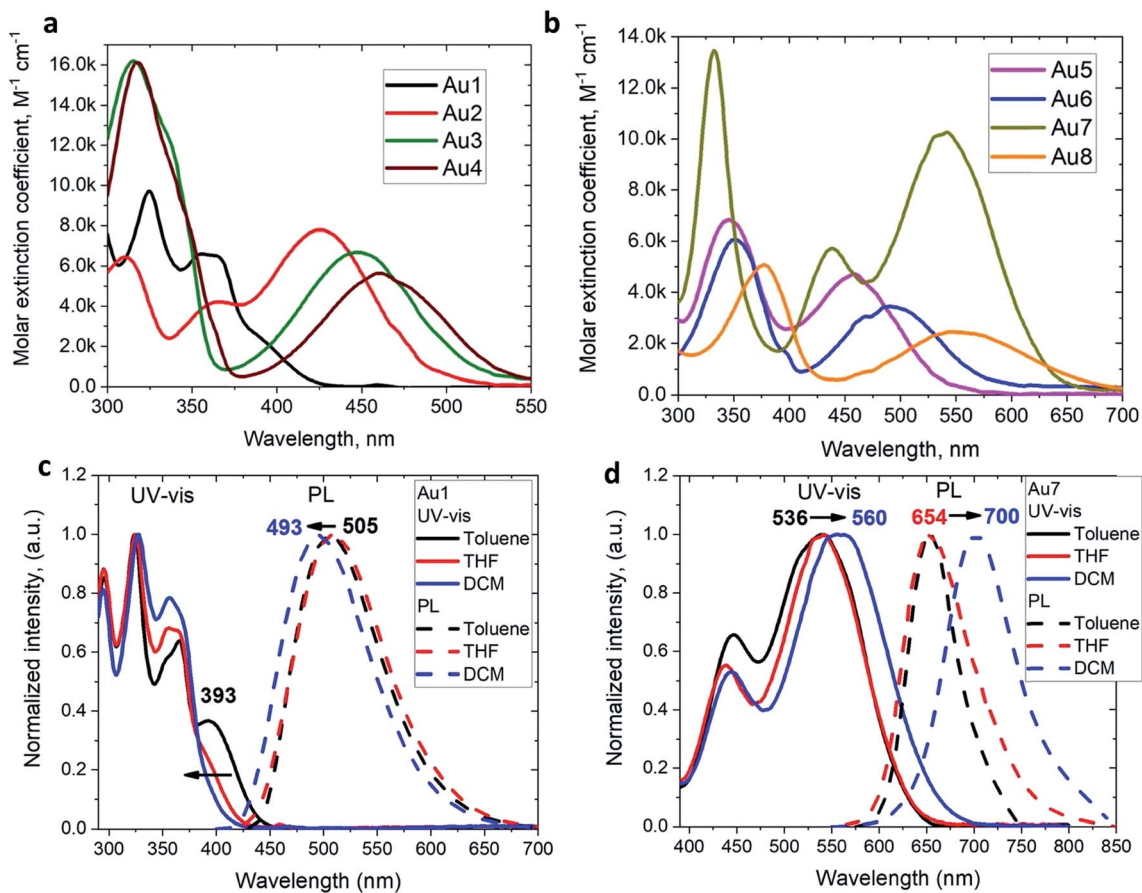 a
Molar extinction coefficient, M⁻¹ cm⁻¹
16.0k
14.0k
12.0k
10.0k
8.0k
6.0k
4.0k
2.0k
0.0
300 350 400 450 500 550
Wavelength, nm
Au1
Au2
Au3
Au4
b
Molar extinction coefficient, M⁻¹ cm⁻¹
14.0k
12.0k
10.0k
8.0k
6.0k
4.0k
2.0k
0.0
300 350 400 450 500 550 600 650 700
Wavelength, nm
Au5
Au6
Au7
Au8
c
Normalized intensity, (a.u.)
1.2
1.0
0.8
0.6
0.4
0.2
0.0
300 350 400 450 500 550 600 650 700
Wavelength (nm)
UV-vis PL
493 505
393
Au1
UV-vis
Toluene
THF
DCM
PL
Toluene
THF
DCM
d
Normalized intensity, (a.u.)
1.2
1.0
0.8
0.6
0.4
0.2
0.0
400 450 500 550 600 650 700 750 800 850
Wavelength (nm)
UV-vis PL
536 560 654 700
Au7
UV-vis
Toluene
THF
DCM
PL
Toluene
THF
DCM